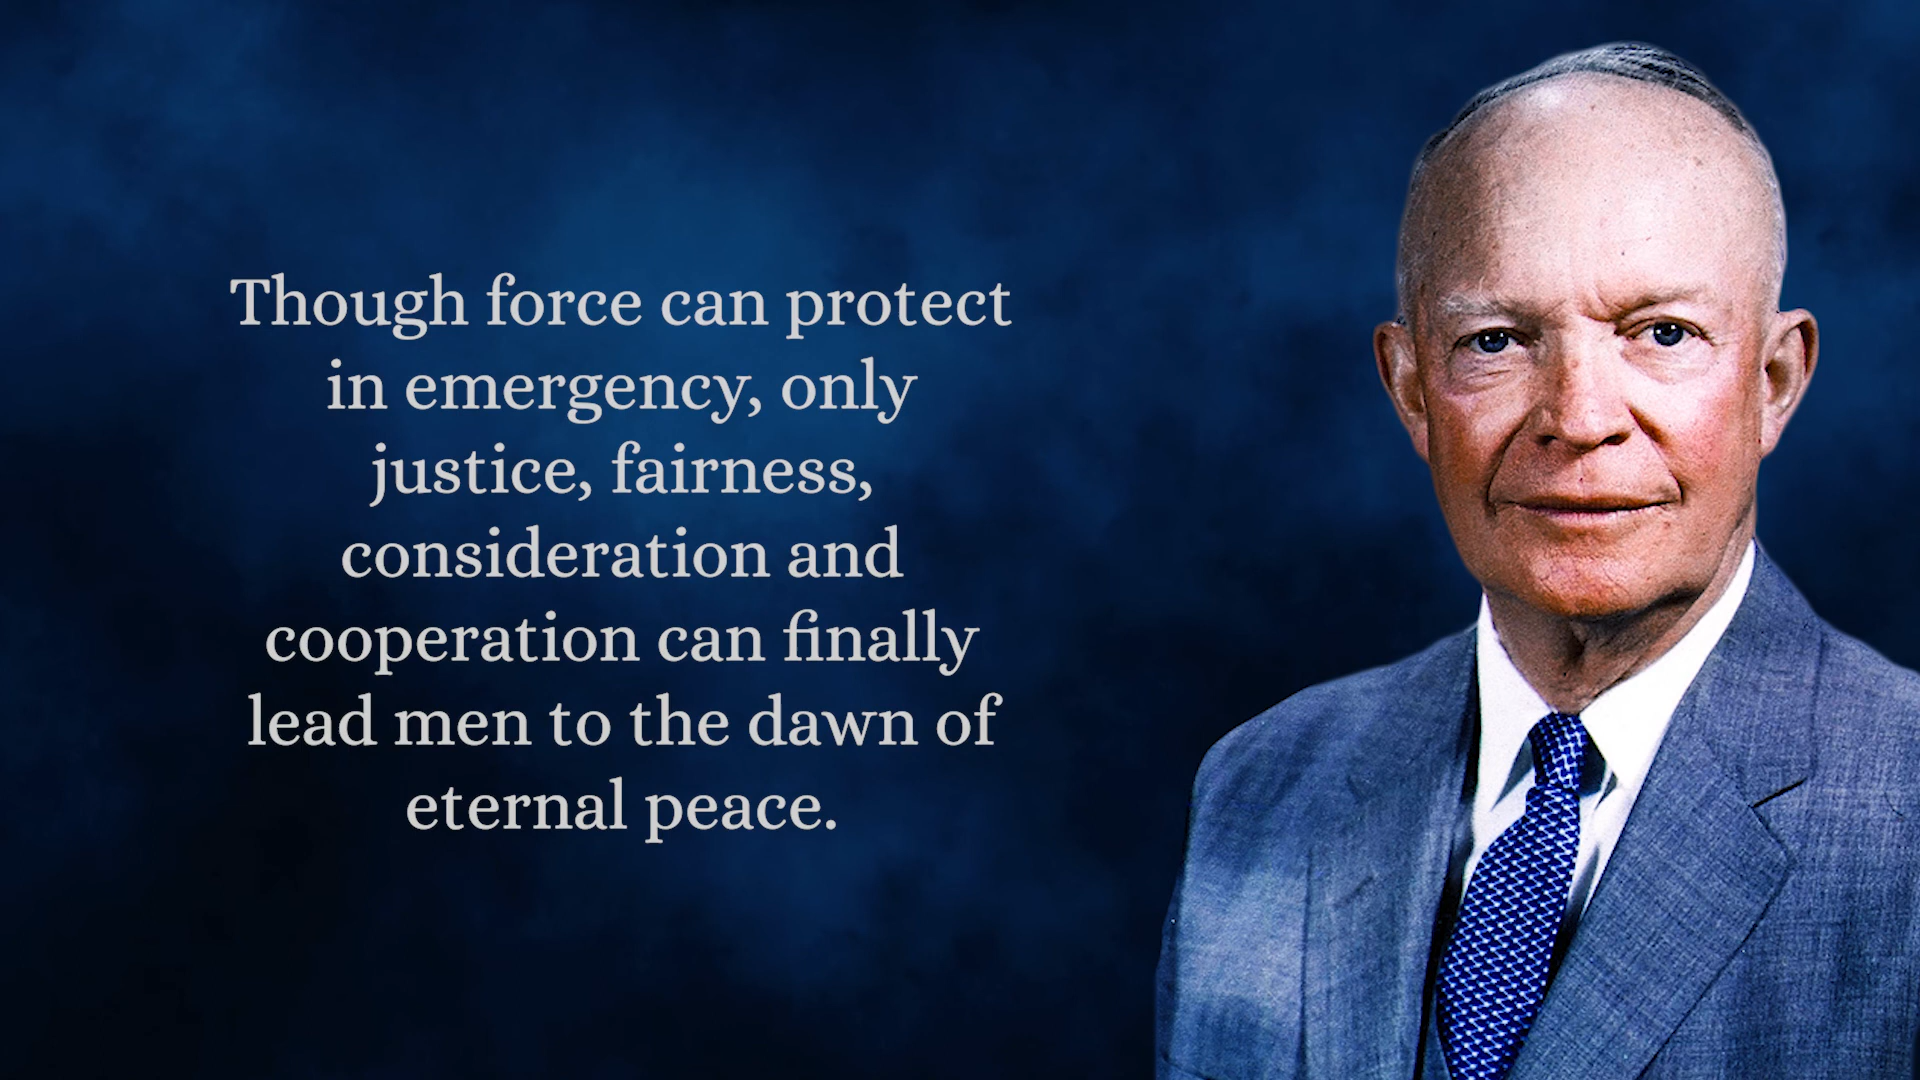 Though force can protect
in emergency, only
justice, fairness,
consideration and
cooperation can finally
lead men to the dawn of
eternal peace.